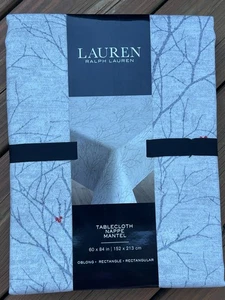 LAUREN
RALPH LAUREN
TABLECLOTH
NAPPE
MANTEL
60 x 84 in | 152 x 213 cm
OBLONG • RECTANGLE • RECTANGULAR